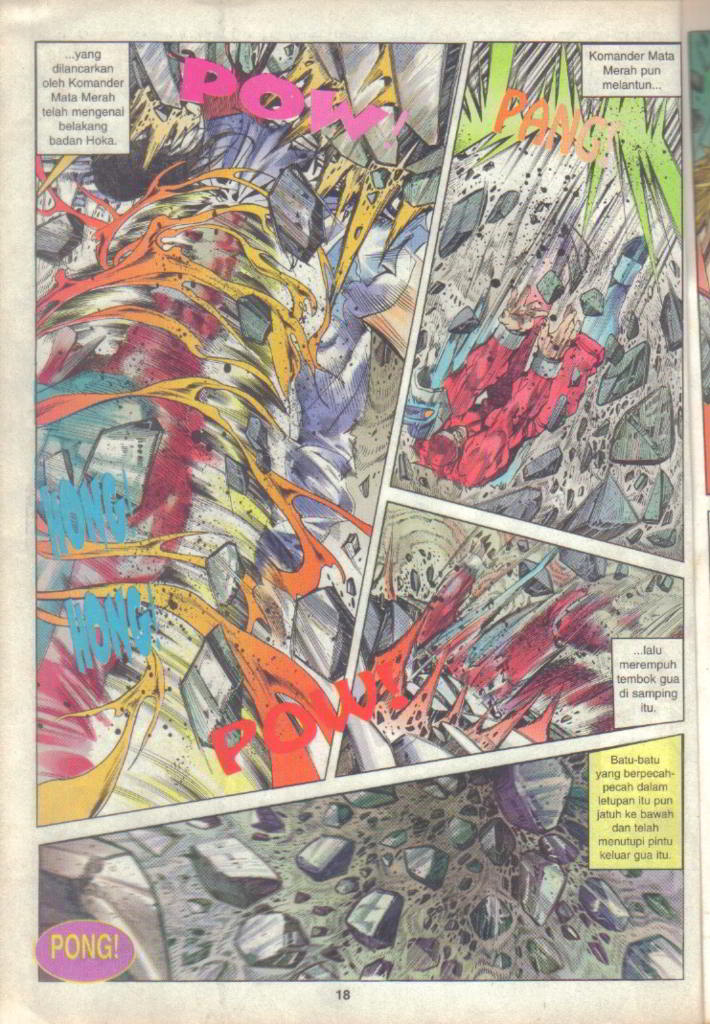 ...yang
dilancarkan
oleh Komander
Mata Merah
telah mengenai
belakang
badan Hoka.
POW!
Komander Mata
Merah pun
melantun...
PANG!
HONG!
HONG!
POW!
...lalu
merempuh
tembok gua
di samping
itu.
Batu-batu
yang berpecah-
pecah dalam
letupan itu pun
jatuh ke bawah
dan telah
menutupi pintu
keluar gua itu.
PONG!
18